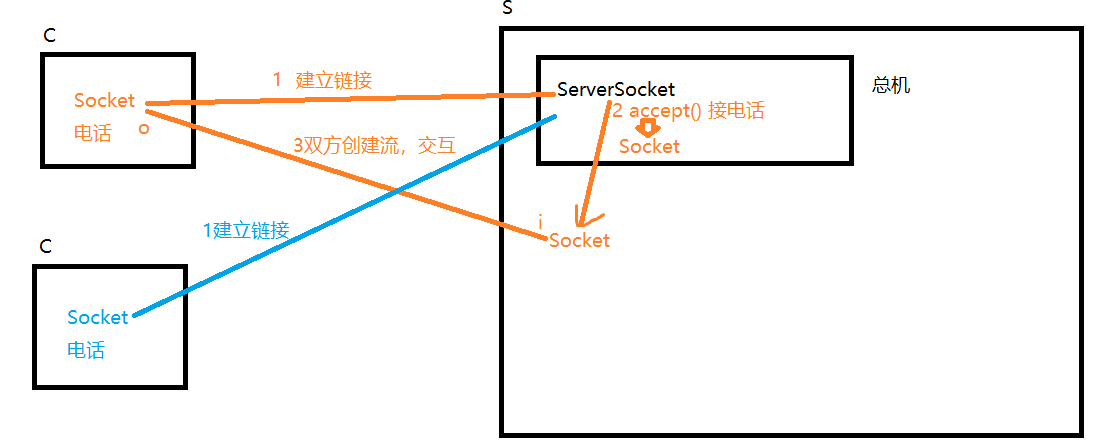 C
S
Socket
电话
o
1 建立链接
ServerSocket
总机
2 accept() 接电话
Socket
3双方创建流，交互
i
Socket
1建立链接
C
Socket
电话